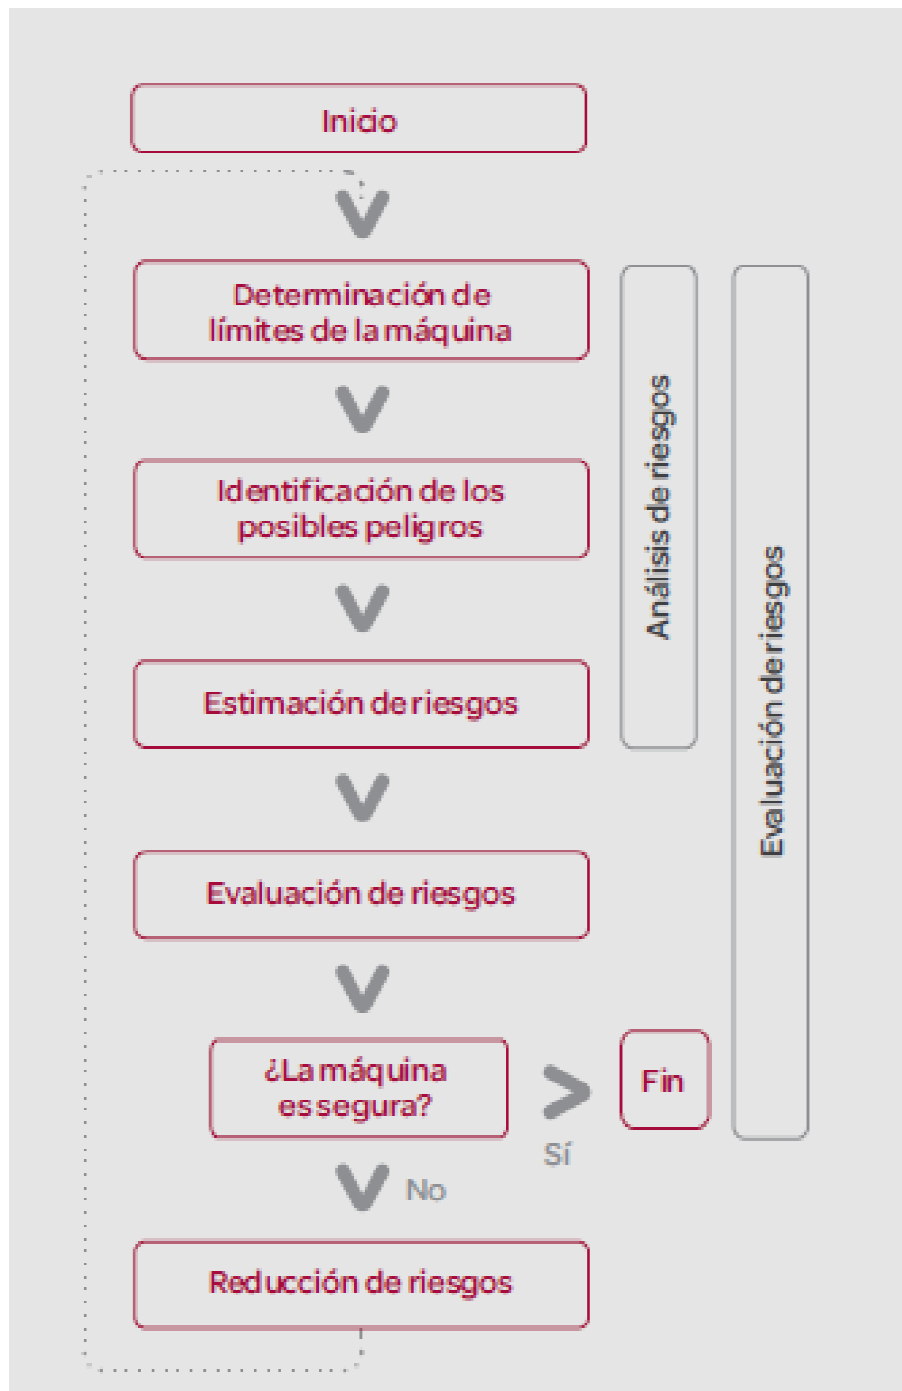 Inicio
Determinación de
límites de la máquina
Identificación de los
posibles peligros
Estimación de riesgos
Análisis de riesgos
Evaluación de riesgos
Evaluación de riesgos
¿La máquina
es segura?
Sí
Fin
No
Reducción de riesgos